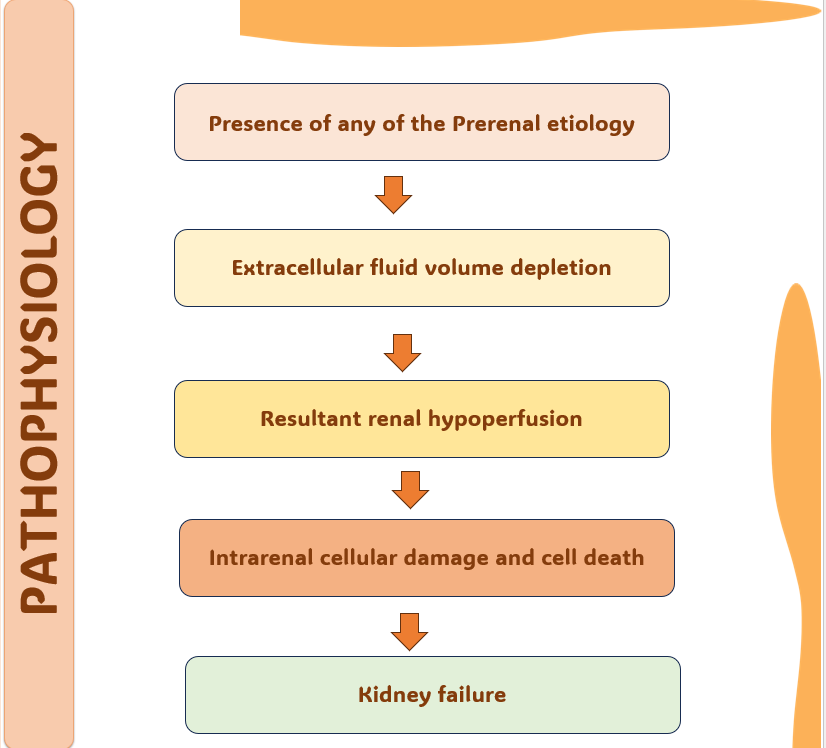 PATHOPHYSIOLOGY
Presence of any of the Prerenal etiology
Extracellular fluid volume depletion
Resultant renal hypoperfusion
Intrarenal cellular damage and cell death
Kidney failure